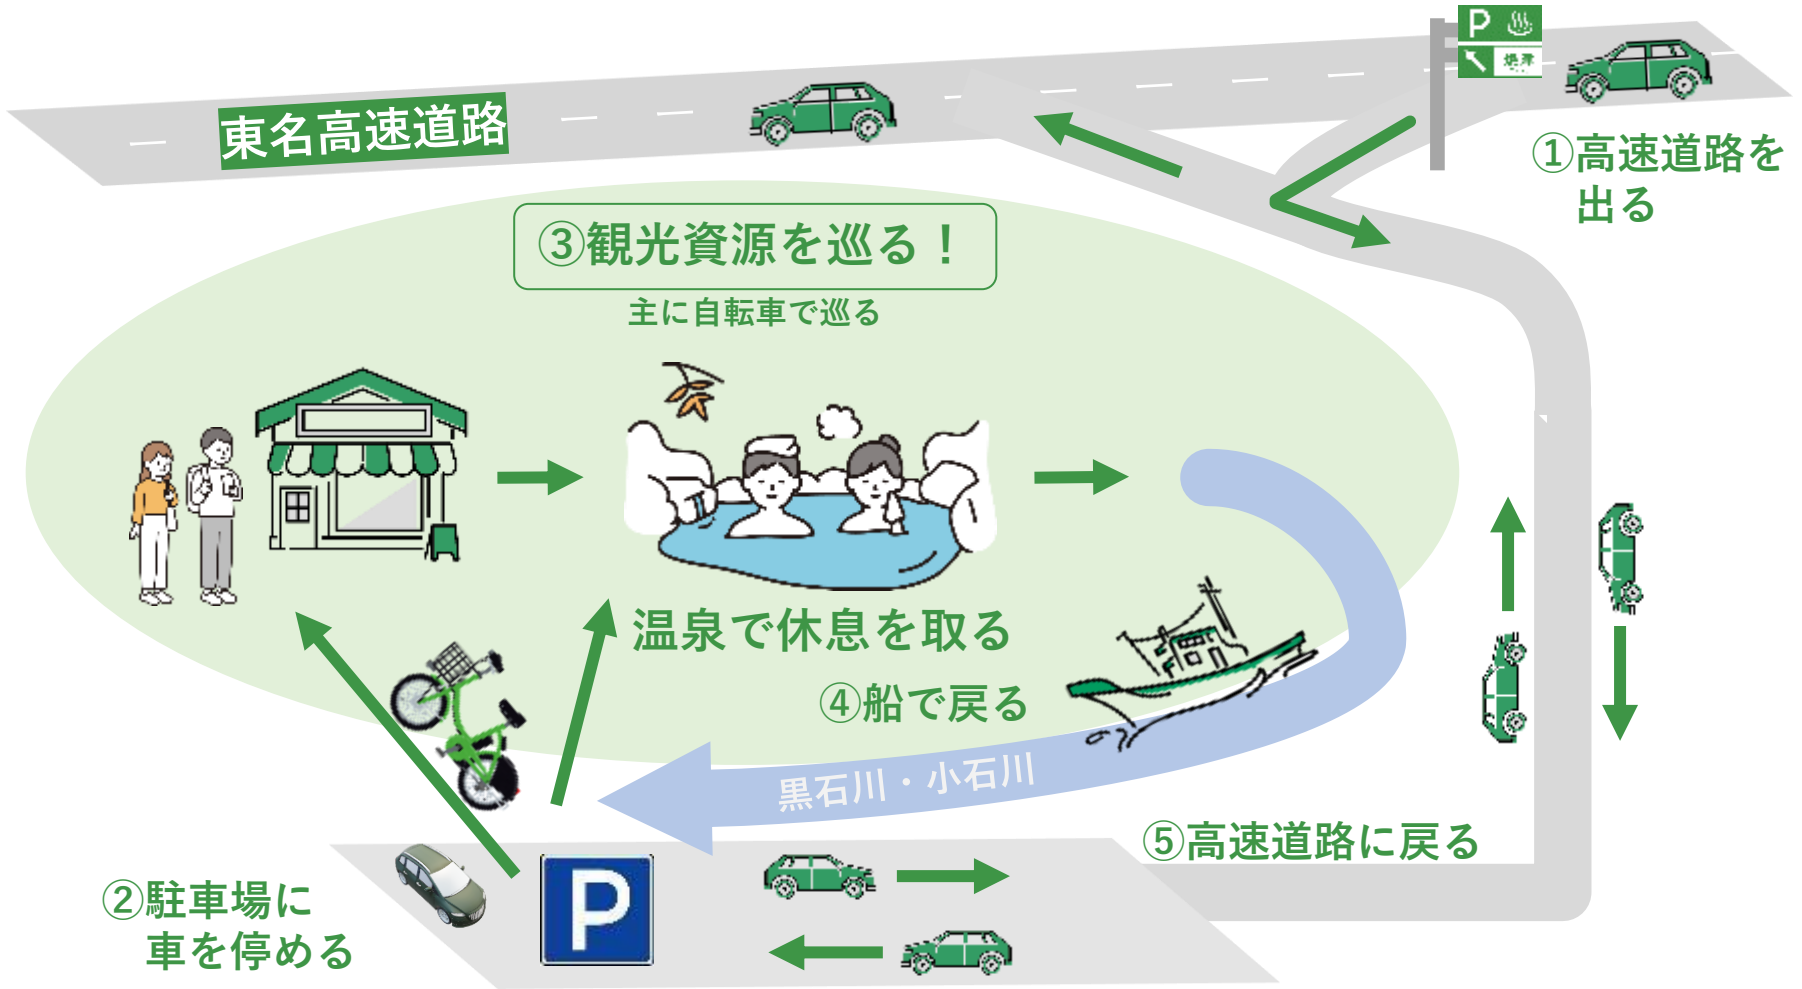 東名高速道路
P
焼津
①高速道路を
出る
③観光資源を巡る！
主に自転車で巡る
温泉で休息を取る
④船で戻る
黒石川・小石川
⑤高速道路に戻る
②駐車場に
車を停める
P